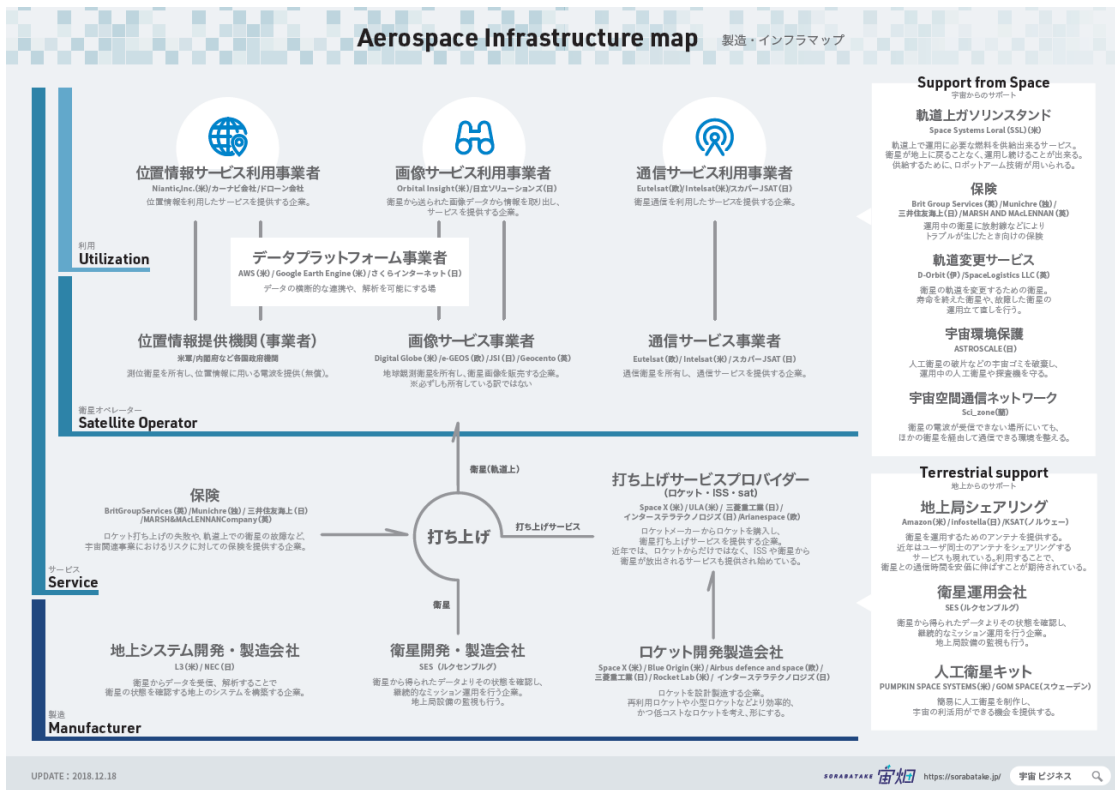 Aerospace Infrastructure map 製造・インフラマップ
位置情報サービス利用事業者
Niantic,Inc.(米)/カーナビ会社/ドローン会社
位置情報を利用したサービスを提供する企業。
画像サービス利用事業者
Orbital Insight(米)/日立ソリューションズ(日)
衛星から送られた画像データから情報を取り出し、
サービスを提供する企業。
通信サービス利用事業者
Eutelsat(欧)/Intelsat(米)/スカパーJSAT(日)
衛星通信を利用したサービスを提供する企業。
利用
Utilization
データプラットフォーム事業者
AWS(米)/Google Earth Engine(米)/さくらインターネット(日)
データの横断的な連携や、解析を可能にする場
位置情報提供機関(事業者)
米軍/内閣府など各国政府機関
測位衛星を所有し、位置情報に用いる電波を提供(無償)。
画像サービス事業者
Digital Globe(米)/e-GEOS(欧)/JSI(日)/Geocento(英)
地球観測衛星を所有し、衛星画像を販売する企業。
※必ずしも所有している訳ではない
通信サービス事業者
Eutelsat(欧)/Intelsat(米)/スカパーJSAT(日)
通信衛星を所有し、通信サービスを提供する企業。
衛星オペレーター
Satellite Operator
衛星(軌道上)
保険
BritGroupServices(英)/Munichre(独)/三井住友海上(日)
/MARSH&MAcLENNANCompany(英)
ロケット打ち上げの失敗や、軌道上での衛星の故障など、
宇宙関連事業におけるリスクに対しての保険を提供する企業。
打ち上げ
打ち上げサービス
衛星
打ち上げサービスプロバイダー
(ロケット・ISS・sat)
Space X(米)/ULA(米)/三菱重工業(日)/
インターステラテクノロジズ(日)/Arianespace(欧)
ロケットメーカーからロケットを購入し、
衛星打ち上げサービスを提供する企業。
近年では、ロケットからだけではなく、ISSや衛星から
衛星が放出されるサービスも提供され始めている。
サービス
Service
地上システム開発・製造会社
L3(米)/NEC(日)
衛星からデータを受信、解析することで
衛星の状態を確認する地上のシステムを構築する企業。
衛星開発・製造会社
SES(ルクセンブルグ)
衛星から得られたデータよりその状態を確認し、
継続的なミッション運用を行う企業。
地上局設備の監視も行う。
ロケット開発製造会社
Space X(米)/Blue Origin(米)/Airbus defence and space(欧)/
三菱重工業(日)/Rocket Lab(米)/インターステラテクノロジズ(日)
ロケットを設計製造する企業。
再利用ロケットや小型ロケットなどより効率的、
かつ低コストなロケットを考え、形にする。
製造
Manufacturer
Support from Space
宇宙からのサポート
軌道上ガソリンスタンド
Space Systems Loral(SSL)(米)
軌道上で運用に必要な燃料を供給出来るサービス。
衛星が地上に戻ることなく、運用し続けることが出来る。
供給するために、ロボットアーム技術が用いられる。
保険
Brit Group Services(英)/Munichre(独)/
三井住友海上(日)/MARSH AND MAcLENNAN(英)
運用中の衛星に放射線などにより
トラブルが生じたとき向けの保険
軌道変更サービス
D-Orbit(伊)/SpaceLogistics LLC(英)
衛星の軌道を変更するための衛星。
寿命を終えた衛星や、故障した衛星の
運用立て直しを行う。
宇宙環境保護
ASTROSCALE(日)
人工衛星の破片などの宇宙ゴミを破棄し、
運用中の人工衛星や探査機を守る。
宇宙空間通信ネットワーク
Sci_zone(蘭)
衛星の電波が受信できない場所にいても、
ほかの衛星を経由して通信できる環境を整える。
Terrestrial support
地上からのサポート
地上局シェアリング
Amazon(米)/infostella(日)/KSAT(ノルウェー)
衛星を運用するためのアンテナを提供する。
近年はユーザ同士のアンテナをシェアリングする
サービスも現れている。利用することで、
衛星との通信時間を安価に伸ばすことが期待されている。
衛星運用会社
SES(ルクセンブルグ)
衛星から得られたデータよりその状態を確認し、
継続的なミッション運用を行う企業。
地上局設備の監視も行う。
人工衛星キット
PUMPKIN SPACE SYSTEMS(米)/GOM SPACE(スウェーデン)
簡易に人工衛星を制作し、
宇宙の利活用ができる機会を提供する。
UPDATE：2018.12.18
SORABATAKE 宙畑 https://sorabatake.jp/ 宇宙 ビジネス